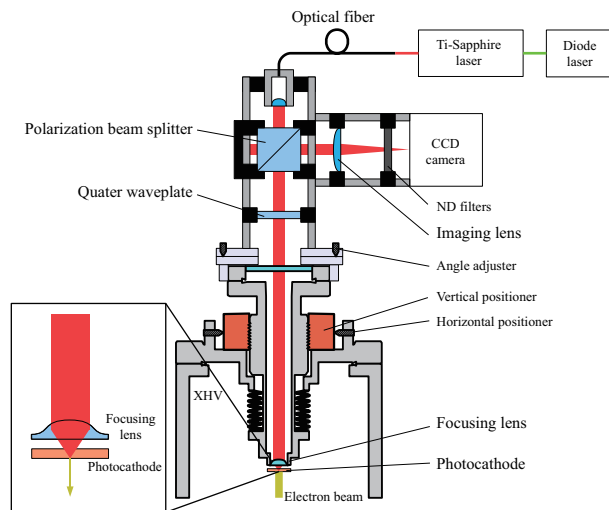 Optical fiber
Ti-Sapphire
laser
Diode
laser
Polarization beam splitter
CCD
camera
Quater waveplate
ND filters
Imaging lens
Angle adjuster
Vertical positioner
Horizontal positioner
XHV
Focusing
lens
Photocathode
Focusing lens
Photocathode
Electron beam